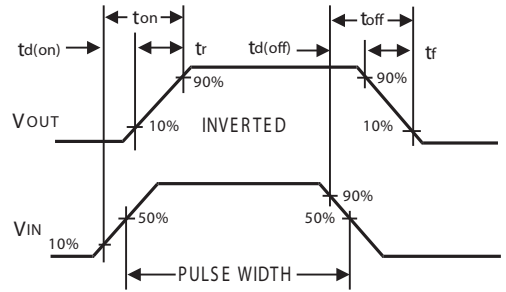 ton toff
td(on) tr td(off) tf
90% 90%
VOUT 10% INVERTED 10%
90%
50% 50%
VIN 10%
PULSE WIDTH